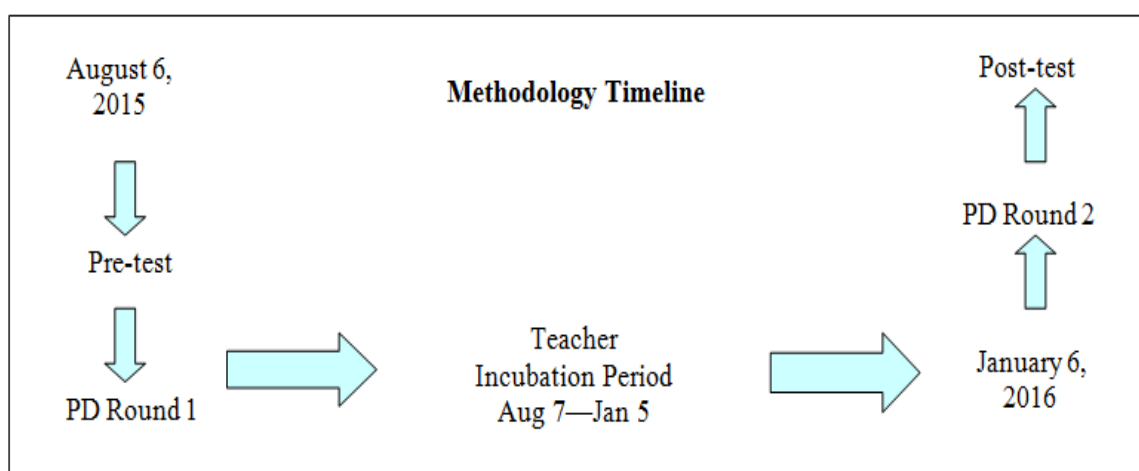 Methodology Timeline
August 6,
2015
Pre-test
PD Round 1
Teacher
Incubation Period
Aug 7—Jan 5
January 6,
2016
PD Round 2
Post-test